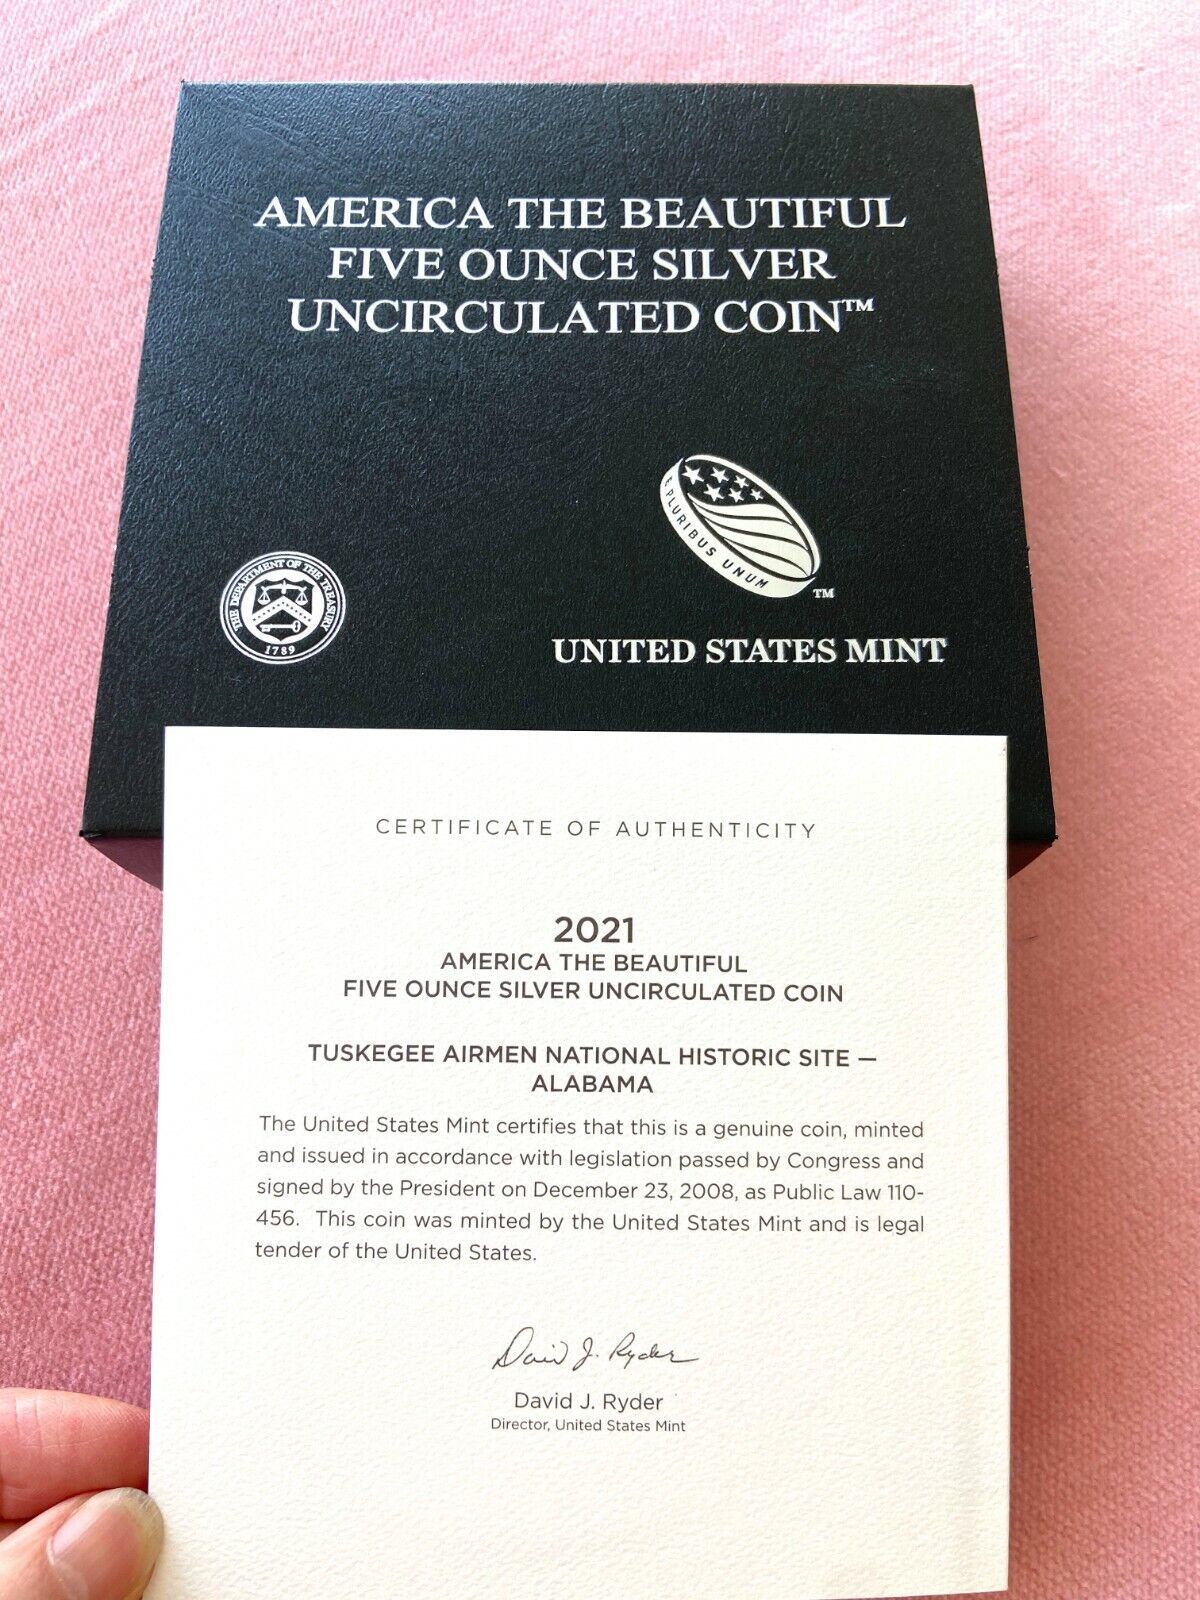 AMERICA THE BEAUTIFUL
FIVE OUNCE SILVER
UNCIRCULATED COIN™
E PLURIBUS UNUM
TM
THE DEPARTMENT OF THE TREASURY
1789
UNITED STATES MINT
CERTIFICATE OF AUTHENTICITY
2021
AMERICA THE BEAUTIFUL
FIVE OUNCE SILVER UNCIRCULATED COIN
TUSKEGEE AIRMEN NATIONAL HISTORIC SITE —
ALABAMA
The United States Mint certifies that this is a genuine coin, minted
and issued in accordance with legislation passed by Congress and
signed by the President on December 23, 2008, as Public Law 110-
456. This coin was minted by the United States Mint and is legal
tender of the United States.
David J. Ryder
David J. Ryder
Director, United States Mint